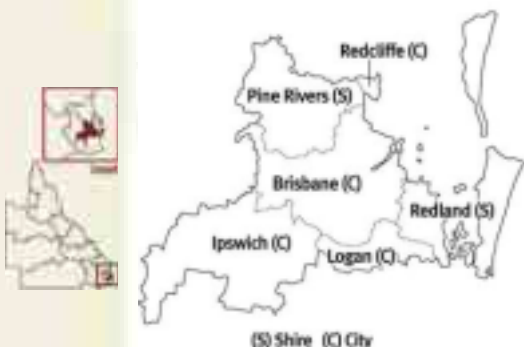 Redcliffe (C)
Pine Rivers (S)
Brisbane (C)
Redland (S)
Ipswich (C)
Logan (C)
(S) Shire (C) City